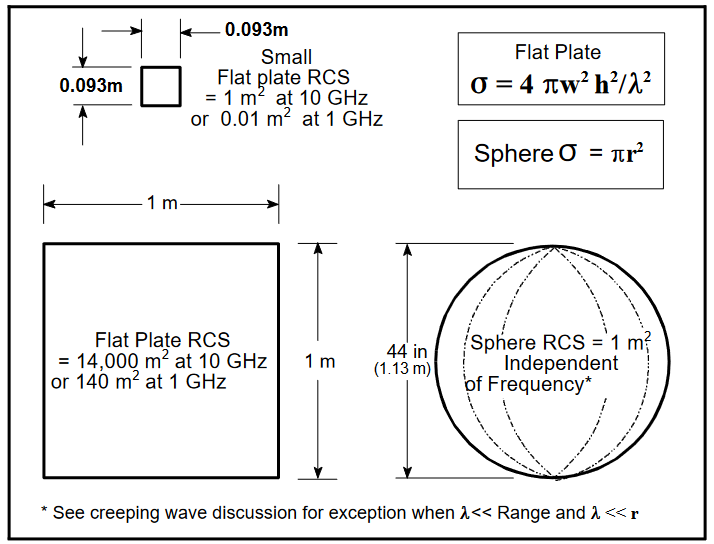 0.093m
0.093m
Small
Flat plate RCS
= 1 m² at 10 GHz
or 0.01 m² at 1 GHz
Flat Plate
σ = 4 πw² h²/λ²
Sphere σ = πr²
1 m
Flat Plate RCS
= 14,000 m² at 10 GHz
or 140 m² at 1 GHz
1 m
44 in
(1.13 m)
Sphere RCS = 1 m²
Independent
of Frequency*
* See creeping wave discussion for exception when λ<< Range and λ << r